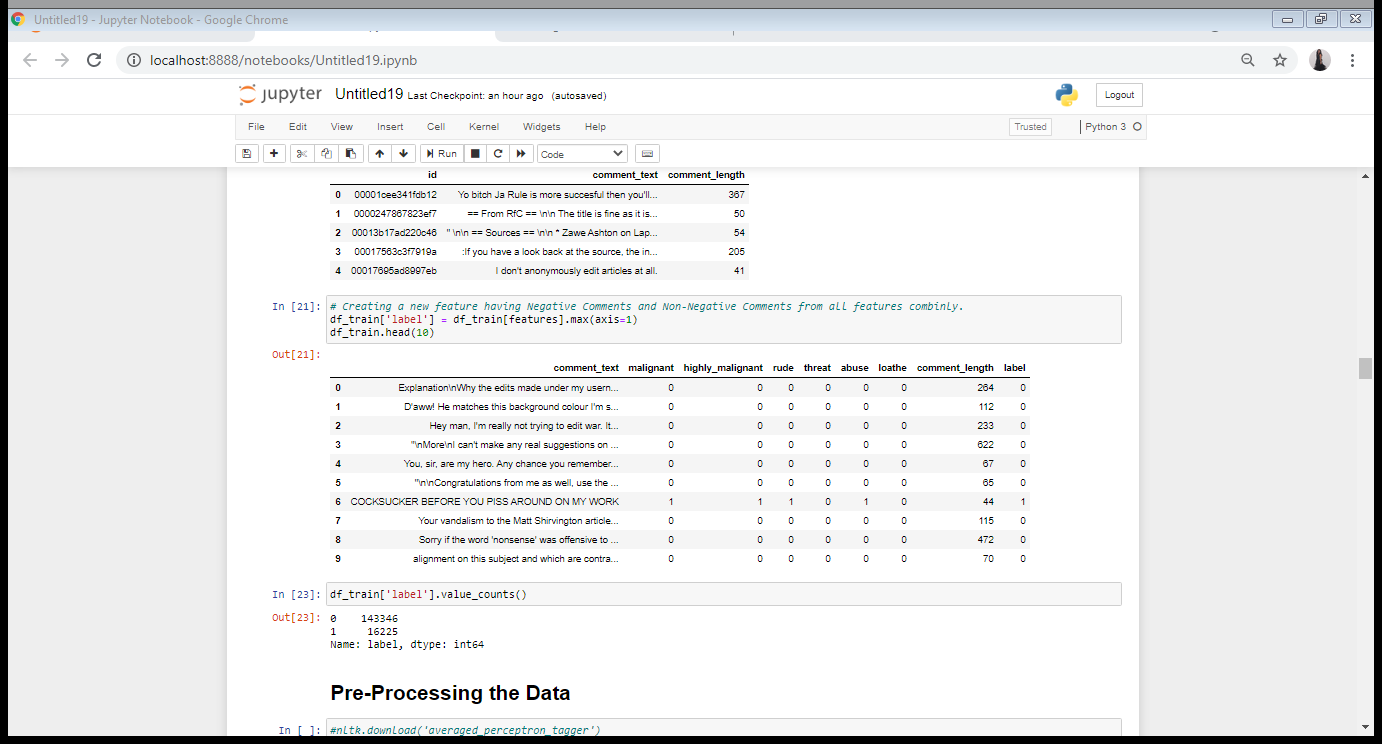 Untitled19 - Jupyter Notebook - Google Chrome
localhost:8888/notebooks/Untitled19.ipynb
jupyter Untitled19 Last Checkpoint: an hour ago (autosaved)
Logout
File Edit View Insert Cell Kernel Widgets Help
Trusted
Python 3
Run
Code
id comment_text comment_length
0 00001cee341fdb12 Yo bitch Ja Rule is more succesful then you'll... 367
1 0000247867823ef7 == From RfC == \n\n The title is fine as it is... 50
2 00013b17ad220c46 " \n\n == Sources == \n\n * Zawe Ashton on Lap... 54
3 00017563c3f7919a :If you have a look back at the source, the in... 205
4 00017695ad8997eb I don't anonymously edit articles at all. 41
In [21]: # Creating a new feature having Negative Comments and Non-Negative Comments from all features combinly.
df_train['label'] = df_train[features].max(axis=1)
df_train.head(10)
Out[21]:
comment_text malignant highly_malignant rude threat abuse loathe comment_length label
0 Explanation\nWhy the edits made under my usern... 0 0 0 0 0 0 264 0
1 D'aww! He matches this background colour I'm s... 0 0 0 0 0 0 112 0
2 Hey man, I'm really not trying to edit war. It... 0 0 0 0 0 0 233 0
3 "\nMore\nI can't make any real suggestions on ... 0 0 0 0 0 0 622 0
4 You, sir, are my hero. Any chance you remember... 0 0 0 0 0 0 67 0
5 "\n\nCongratulations from me as well, use the ... 0 0 0 0 0 0 65 0
6 COCKSUCKER BEFORE YOU PISS AROUND ON MY WORK 1 1 1 0 1 0 44 1
7 Your vandalism to the Matt Shirvington article... 0 0 0 0 0 0 115 0
8 Sorry if the word 'nonsense' was offensive to ... 0 0 0 0 0 0 472 0
9 alignment on this subject and which are contra... 0 0 0 0 0 0 70 0
In [23]: df_train['label'].value_counts()
Out[23]: 0 143346
1 16225
Name: label, dtype: int64
Pre-Processing the Data
In [ ]: #nltk.download('averaged_perceptron_tagger')